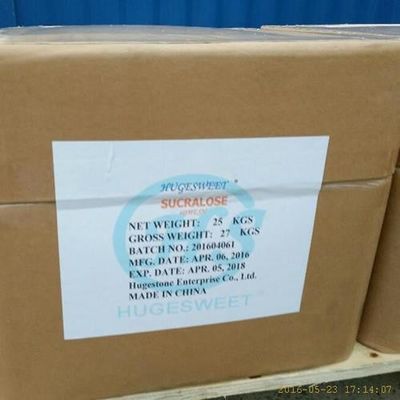 HUGESWEET®
SUCRALOSE
NET WEIGHT: 25 KGS
GROSS WEIGHT: 27 KGS
BATCH NO.: 201604061
MFG. DATE: APR. 06, 2016
EXP. DATE: APR. 05, 2018
Hugestone Enterprise Co., Ltd.
MADE IN CHINA
HUGESWEET
2016-05-23 17:14:07